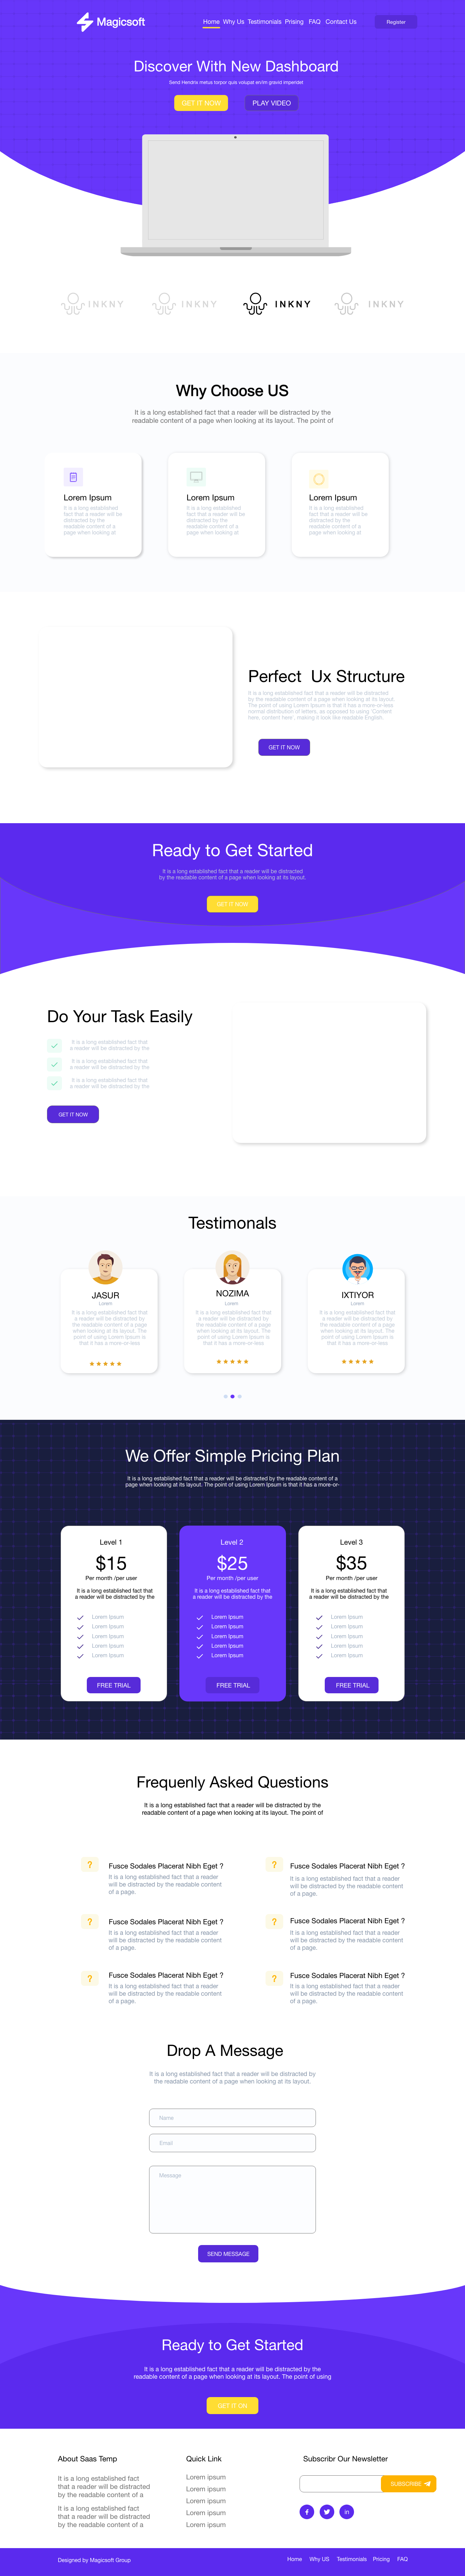 Magicsoft
Home Why Us Testimonials Prising FAQ Contact Us
Register
Discover With New Dashboard
Send Hendrix metus torpor quis volupat en!im gravid imperidet
GET IT NOW
PLAY VIDEO
INKNY
INKNY
INKNY
INKNY
Why Choose US
It is a long established fact that a reader will be distracted by the
readable content of a page when looking at its layout. The point of
Lorem Ipsum
It is a long established
fact that a reader will be
distracted by the
readable content of a
page when looking at
Lorem Ipsum
It is a long established
fact that a reader will be
distracted by the
readable content of a
page when looking at
Lorem Ipsum
It is a long established
fact that a reader will be
distracted by the
readable content of a
page when looking at
Perfect Ux Structure
It is a long established fact that a reader will be distracted
by the readable content of a page when looking at its layout.
The point of using Lorem Ipsum is that it has a more-or-less
normal distribution of letters, as opposed to using 'Content
here, content here', making it look like readable English.
GET IT NOW
Ready to Get Started
It is a long established fact that a reader will be distracted
by the readable content of a page when looking at its layout.
GET IT NOW
Do Your Task Easily
It is a long established fact that
a reader will be distracted by the
It is a long established fact that
a reader will be distracted by the
It is a long established fact that
a reader will be distracted by the
GET IT NOW
Testimonals
JASUR
Lorem
It is a long established fact that
a reader will be distracted by
the readable content of a page
when looking at its layout. The
point of using Lorem Ipsum is
that it has a more-or-less
NOZIMA
Lorem
It is a long established fact that
a reader will be distracted by
the readable content of a page
when looking at its layout. The
point of using Lorem Ipsum is
that it has a more-or-less
IXTIYOR
Lorem
It is a long established fact that
a reader will be distracted by
the readable content of a page
when looking at its layout. The
point of using Lorem Ipsum is
that it has a more-or-less
We Offer Simple Pricing Plan
It is a long established fact that a reader will be distracted by the readable content of a
page when looking at its layout. The point of using Lorem Ipsum is that it has a more-or-
Level 1
$15
Per month /per user
It is a long established fact that
a reader will be distracted by the
Lorem Ipsum
Lorem Ipsum
Lorem Ipsum
Lorem Ipsum
Lorem Ipsum
FREE TRIAL
Level 2
$25
Per month /per user
It is a long established fact that
a reader will be distracted by the
Lorem Ipsum
Lorem Ipsum
Lorem Ipsum
Lorem Ipsum
Lorem Ipsum
FREE TRIAL
Level 3
$35
Per month /per user
It is a long established fact that
a reader will be distracted by the
Lorem Ipsum
Lorem Ipsum
Lorem Ipsum
Lorem Ipsum
Lorem Ipsum
FREE TRIAL
Frequenly Asked Questions
It is a long established fact that a reader will be distracted by the
readable content of a page when looking at its layout. The point of
? Fusce Sodales Placerat Nibh Eget ?
It is a long established fact that a reader
will be distracted by the readable content
of a page.
? Fusce Sodales Placerat Nibh Eget ?
It is a long established fact that a reader
will be distracted by the readable content
of a page.
? Fusce Sodales Placerat Nibh Eget ?
It is a long established fact that a reader
will be distracted by the readable content
of a page.
? Fusce Sodales Placerat Nibh Eget ?
It is a long established fact that a reader
will be distracted by the readable content
of a page.
? Fusce Sodales Placerat Nibh Eget ?
It is a long established fact that a reader
will be distracted by the readable content
of a page.
? Fusce Sodales Placerat Nibh Eget ?
It is a long established fact that a reader
will be distracted by the readable content
of a page.
Drop A Message
It is a long established fact that a reader will be distracted by
the readable content of a page when looking at its layout.
Name
Email
Message
SEND MESSAGE
Ready to Get Started
It is a long established fact that a reader will be distracted by the
readable content of a page when looking at its layout. The point of using
GET IT ON
About Saas Temp
It is a long established fact
that a reader will be distracted
by the readable content of a
It is a long established fact
that a reader will be distracted
by the readable content of a
Quick Link
Lorem ipsum
Lorem ipsum
Lorem ipsum
Lorem ipsum
Lorem ipsum
Subscribr Our Newsletter
SUBSCRIBE
f
in
Designed by Magicsoft Group
Home Why US Testimonials Pricing FAQ